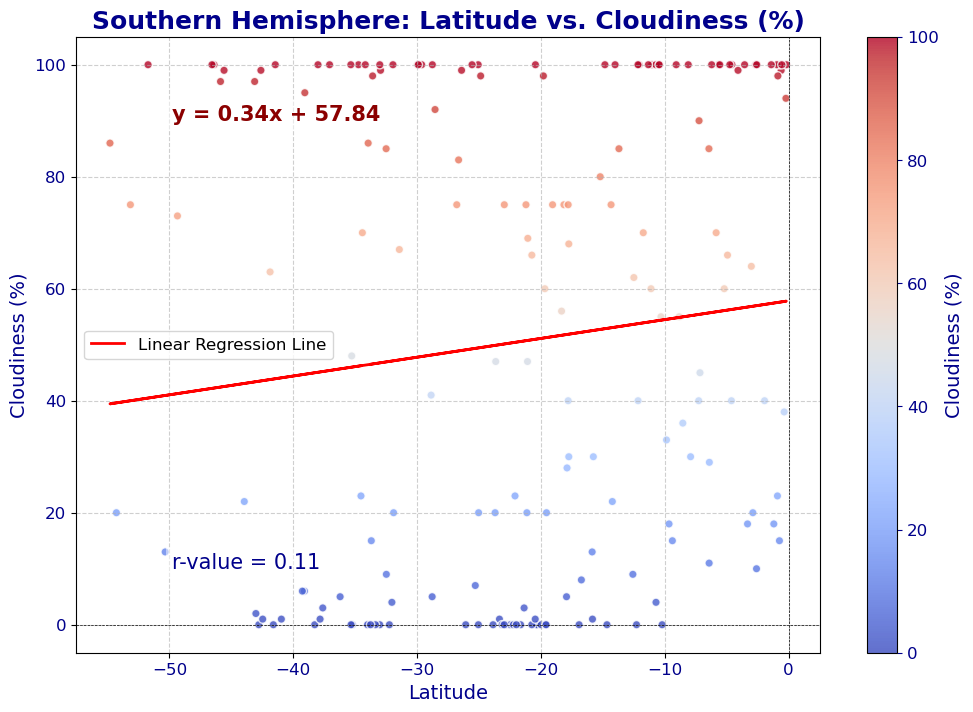 Southern Hemisphere: Latitude vs. Cloudiness (%)
Cloudiness (%)
100
80
60
40
20
0
y = 0.34x + 57.84
Linear Regression Line
r-value = 0.11
−50
−40
−30
−20
−10
0
Latitude
100
80
60
40
20
0
Cloudiness (%)